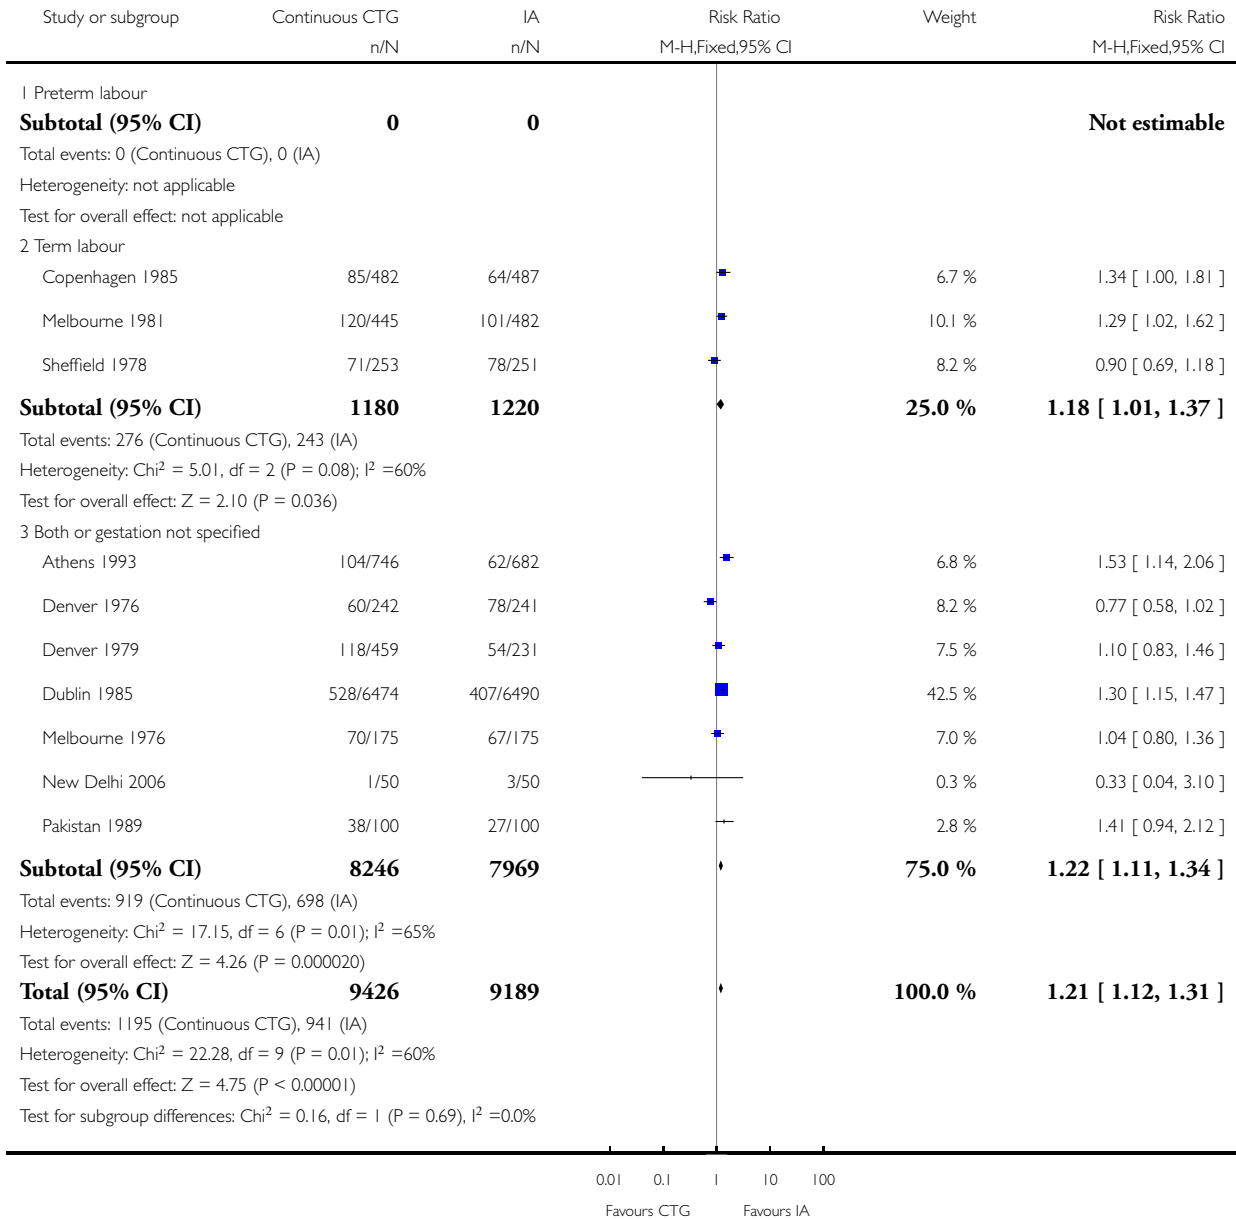 Study or subgroup Continuous CTG IA Risk Ratio Weight Risk Ratio
n/N n/N M-H,Fixed,95% CI M-H,Fixed,95% CI
1 Preterm labour
Subtotal (95% CI) 0 0 Not estimable
Total events: 0 (Continuous CTG), 0 (IA)
Heterogeneity: not applicable
Test for overall effect: not applicable
2 Term labour
Copenhagen 1985 85/482 64/487 6.7 % 1.34 [ 1.00, 1.81 ]
Melbourne 1981 120/445 101/482 10.1 % 1.29 [ 1.02, 1.62 ]
Sheffield 1978 71/253 78/251 8.2 % 0.90 [ 0.69, 1.18 ]
Subtotal (95% CI) 1180 1220 25.0 % 1.18 [ 1.01, 1.37 ]
Total events: 276 (Continuous CTG), 243 (IA)
Heterogeneity: Chi² = 5.01, df = 2 (P = 0.08); I² =60%
Test for overall effect: Z = 2.10 (P = 0.036)
3 Both or gestation not specified
Athens 1993 104/746 62/682 6.8 % 1.53 [ 1.14, 2.06 ]
Denver 1976 60/242 78/241 8.2 % 0.77 [ 0.58, 1.02 ]
Denver 1979 118/459 54/231 7.5 % 1.10 [ 0.83, 1.46 ]
Dublin 1985 528/6474 407/6490 42.5 % 1.30 [ 1.15, 1.47 ]
Melbourne 1976 70/175 67/175 7.0 % 1.04 [ 0.80, 1.36 ]
New Delhi 2006 1/50 3/50 0.3 % 0.33 [ 0.04, 3.10 ]
Pakistan 1989 38/100 27/100 2.8 % 1.41 [ 0.94, 2.12 ]
Subtotal (95% CI) 8246 7969 75.0 % 1.22 [ 1.11, 1.34 ]
Total events: 919 (Continuous CTG), 698 (IA)
Heterogeneity: Chi² = 17.15, df = 6 (P = 0.01); I² =65%
Test for overall effect: Z = 4.26 (P = 0.000020)
Total (95% CI) 9426 9189 100.0 % 1.21 [ 1.12, 1.31 ]
Total events: 1195 (Continuous CTG), 941 (IA)
Heterogeneity: Chi² = 22.28, df = 9 (P = 0.01); I² =60%
Test for overall effect: Z = 4.75 (P < 0.00001)
Test for subgroup differences: Chi² = 0.16, df = 1 (P = 0.69), I² =0.0%
0.01 0.1 1 10 100
Favours CTG Favours IA